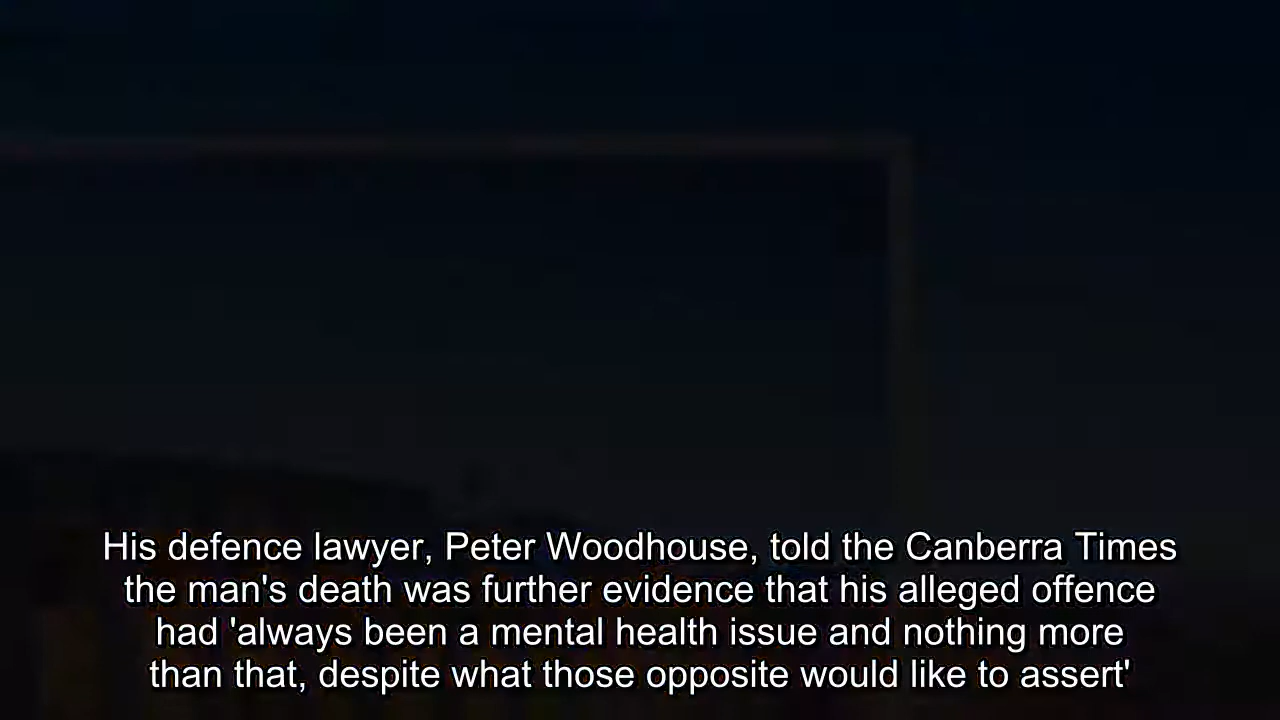 His defence lawyer, Peter Woodhouse, told the Canberra Times
the man's death was further evidence that his alleged offence
had 'always been a mental health issue and nothing more
than that, despite what those opposite would like to assert'